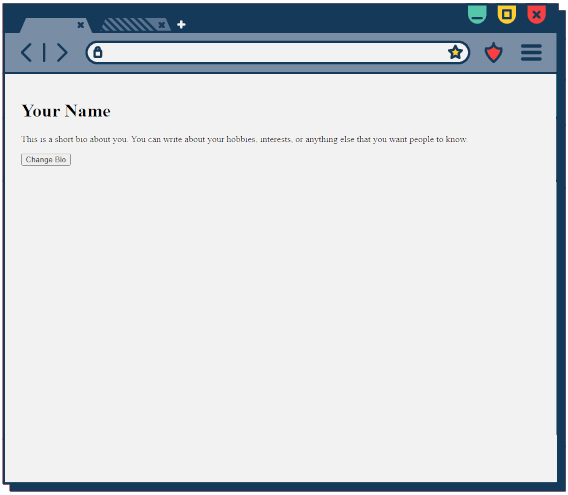 Your Name
This is a short bio about you. You can write about your hobbies, interests, or anything else that you want people to know.
Change Bio